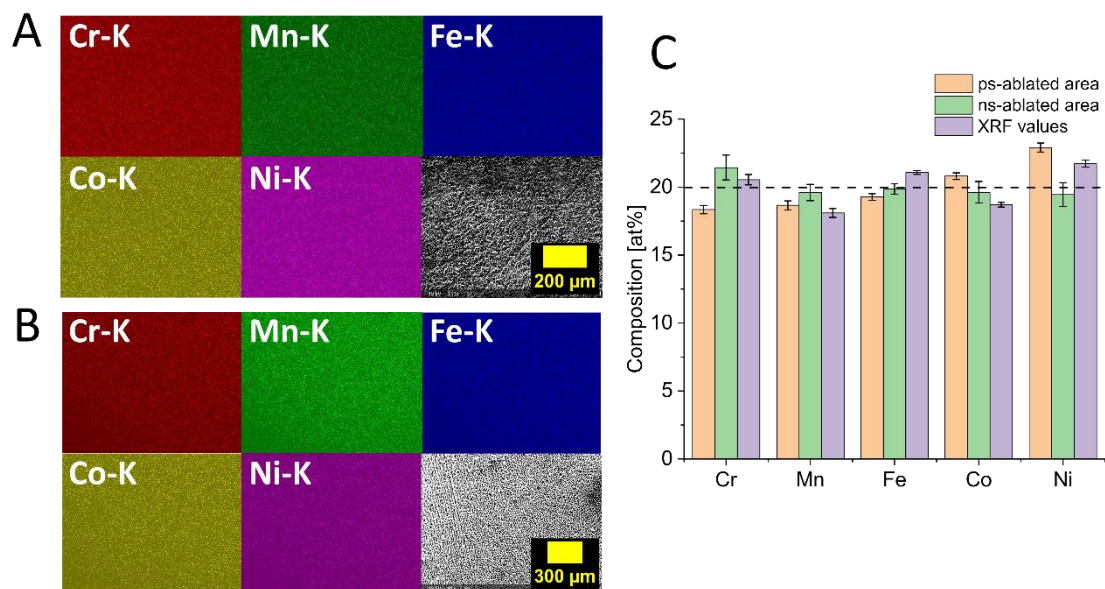 A
Cr-K
Mn-K
Fe-K
Co-K
Ni-K
200 µm
B
Cr-K
Mn-K
Fe-K
Co-K
Ni-K
300 µm
C
ps-ablated area
ns-ablated area
XRF values
Composition [at%]
25
20
15
10
5
0
Cr
Mn
Fe
Co
Ni